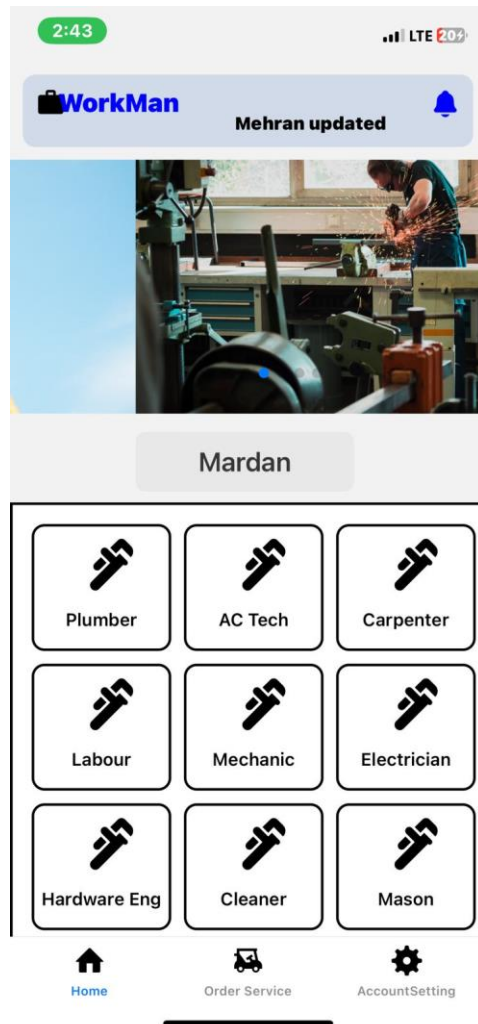 2:43 LTE 20
WorkMan
Mehran updated
Mardan
Plumber AC Tech Carpenter
Labour Mechanic Electrician
Hardware Eng Cleaner Mason
Home Order Service AccountSetting